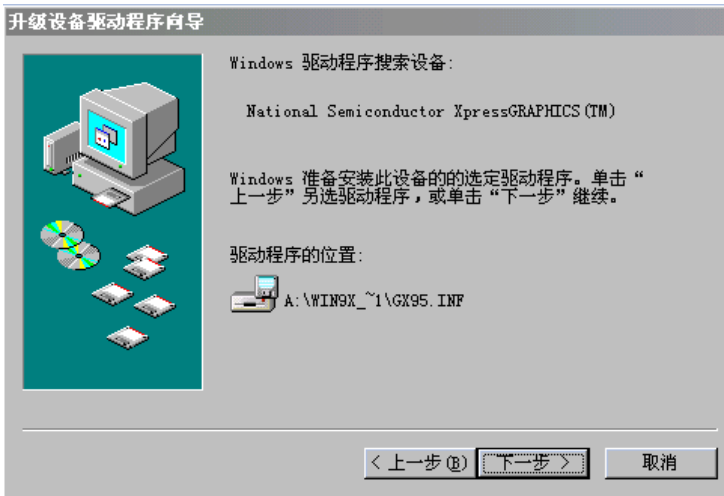 升级设备驱动程序向导
Windows 驱动程序搜索设备:
National Semiconductor XpressGRAPHICS(TM)
Windows 准备安装此设备的的选定驱动程序。单击“
上一步”另选驱动程序，或单击“下一步”继续。
驱动程序的位置:
A:\WIN9X_~1\GX95.INF
< 上一步(B) 下一步 > 取消